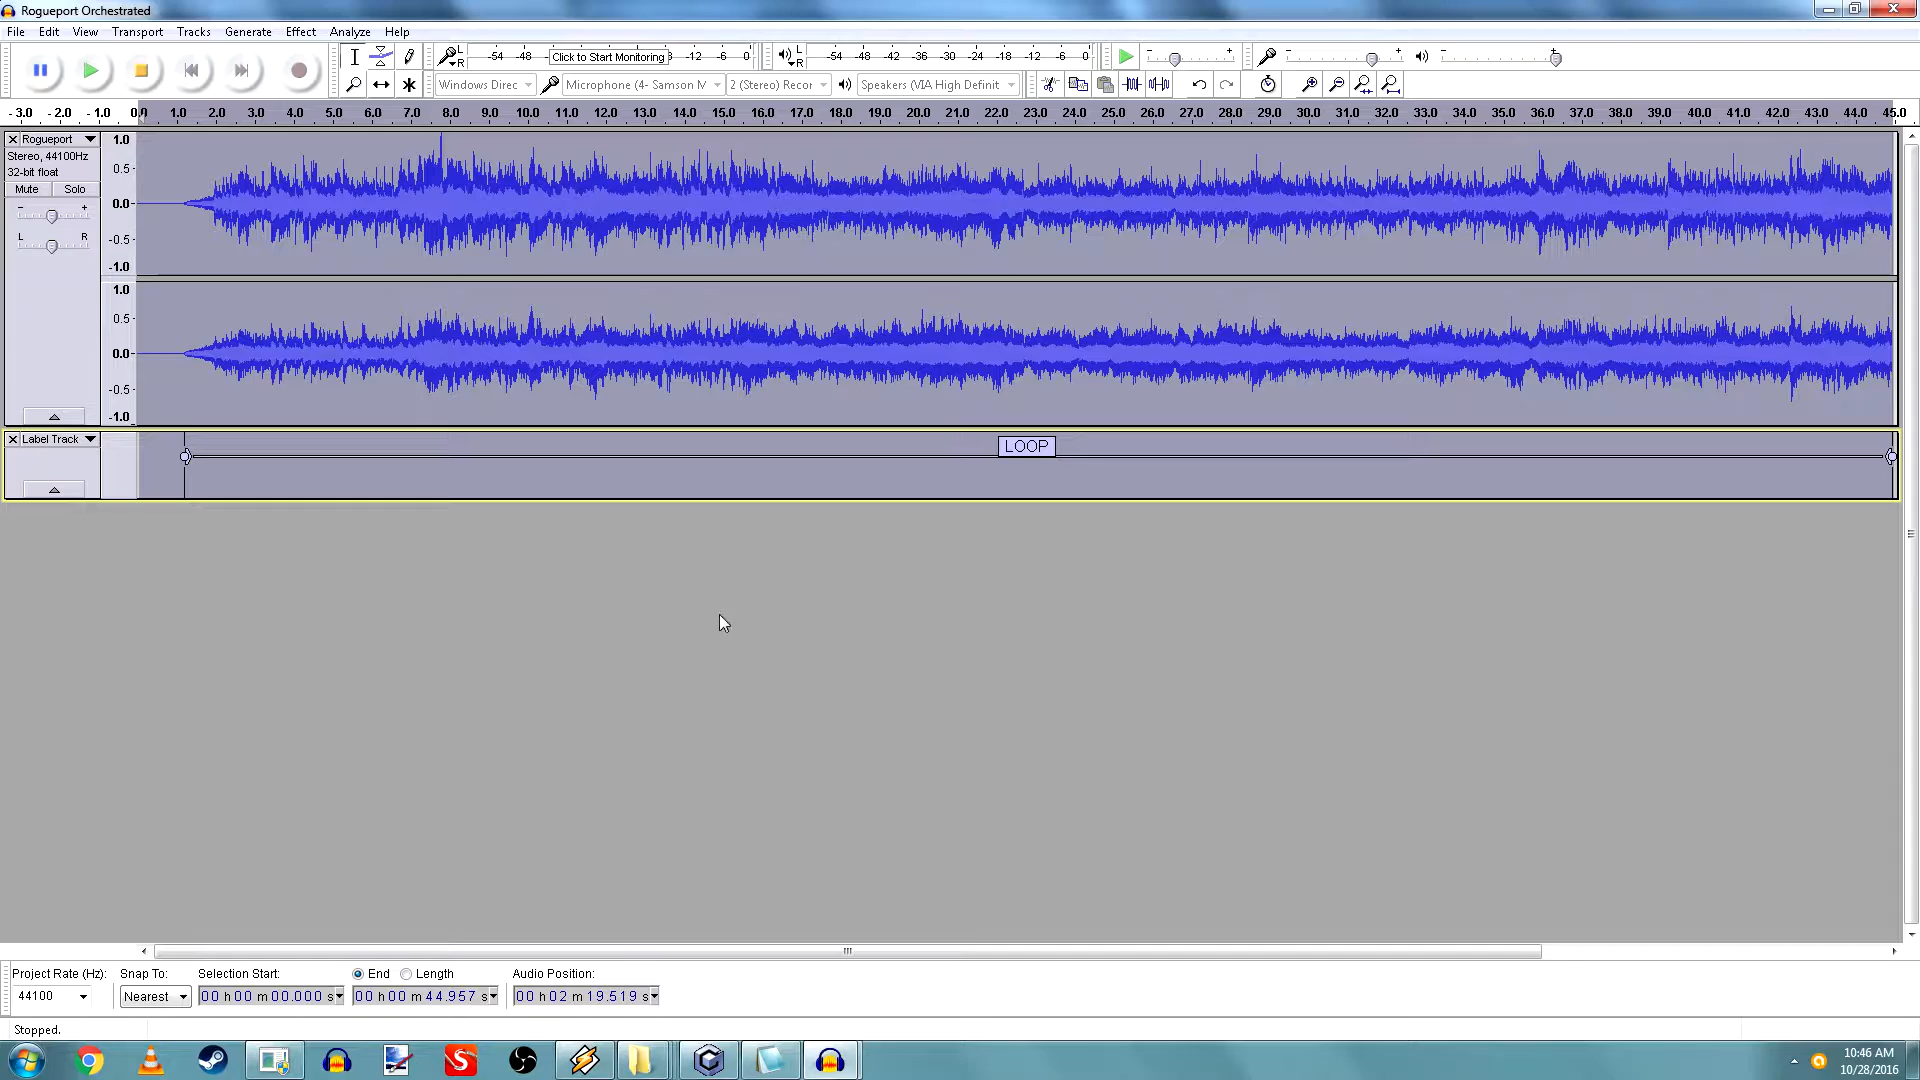 Rogueport Orchestrated
File Edit View Transport Tracks Generate Effect Analyze Help
L R -54 -48 - Click to Start Monitoring -12 -6 0 L R -54 -48 -42 -36 -30 -24 -18 -12 -6 0 - + - + - +
Windows Direc Microphone (4- Samson M 2 (Stereo) Recor Speakers (VIA High Definit
-3.0 -2.0 -1.0 0.0 1.0 2.0 3.0 4.0 5.0 6.0 7.0 8.0 9.0 10.0 11.0 12.0 13.0 14.0 15.0 16.0 17.0 18.0 19.0 20.0 21.0 22.0 23.0 24.0 25.0 26.0 27.0 28.0 29.0 30.0 31.0 32.0 33.0 34.0 35.0 36.0 37.0 38.0 39.0 40.0 41.0 42.0 43.0 44.0 45.0
Rogueport 1.0
Stereo, 44100Hz
32-bit float 0.5
Mute Solo
- + 0.0
L R -0.5
-1.0
1.0
0.5
0.0
-0.5
-1.0
Label Track
LOOP
Project Rate (Hz): Snap To: Selection Start: End Length Audio Position:
44100 Nearest 00 h 00 m 00.000 s 00 h 00 m 44.957 s 00 h 02 m 19.519 s
Stopped.
10:46 AM
10/28/2016